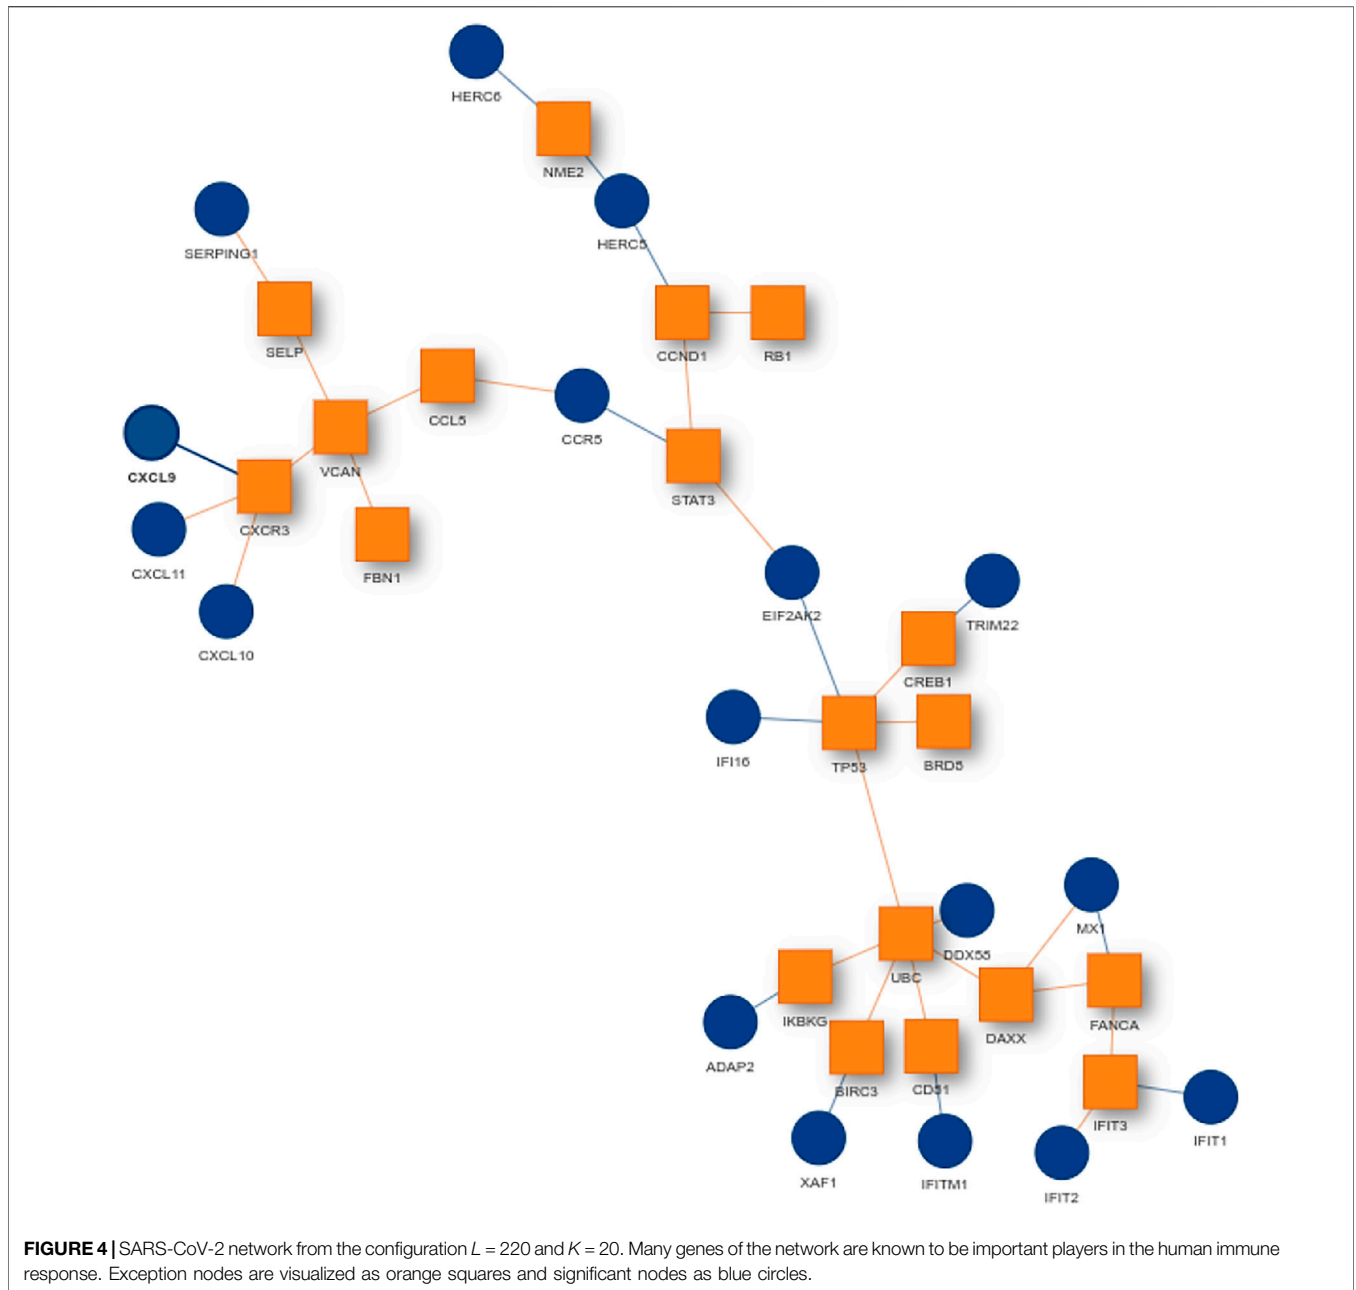 HERC6
NME2
SERPING1
HERC5
SELP
CCND1
RB1
CCL5
CCR5
VCAN
CXCL9
STAT3
CXCR3
CXCL11
FBN1
EIF2AK2
TRIM22
CXCL10
CREB1
IFI16
TP53
BRD5
MX1
DDX58
UBC
IKBKG
FANCA
DAXX
ADAP2
BIRC3
CD81
IFIT3
IFIT1
XAF1
IFITM1
IFIT2
FIGURE 4 | SARS-CoV-2 network from the configuration L = 220 and K = 20. Many genes of the network are known to be important players in the human immune
response. Exception nodes are visualized as orange squares and significant nodes as blue circles.